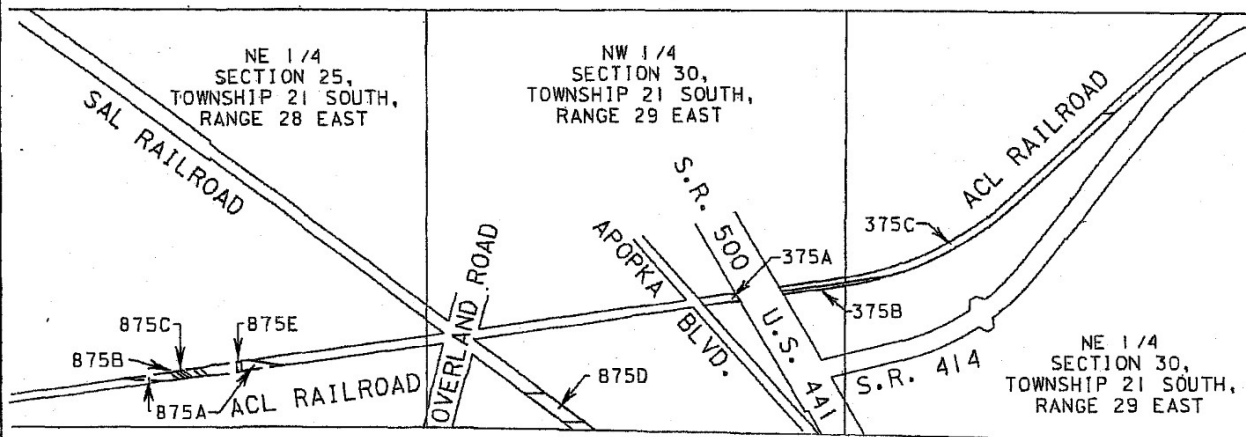 NE 1/4
SECTION 25,
TOWNSHIP 21 SOUTH,
RANGE 28 EAST
NW 1/4
SECTION 30,
TOWNSHIP 21 SOUTH,
RANGE 29 EAST
SAL RAILROAD
ACL RAILROAD
S.R. 500
U.S. 441
APOPKA
BLVD.
OVERLAND ROAD
375C
375A
375B
875C
875E
875B
875D
875A
ACL RAILROAD
S.R. 414
NE 1/4
SECTION 30,
TOWNSHIP 21 SOUTH,
RANGE 29 EAST